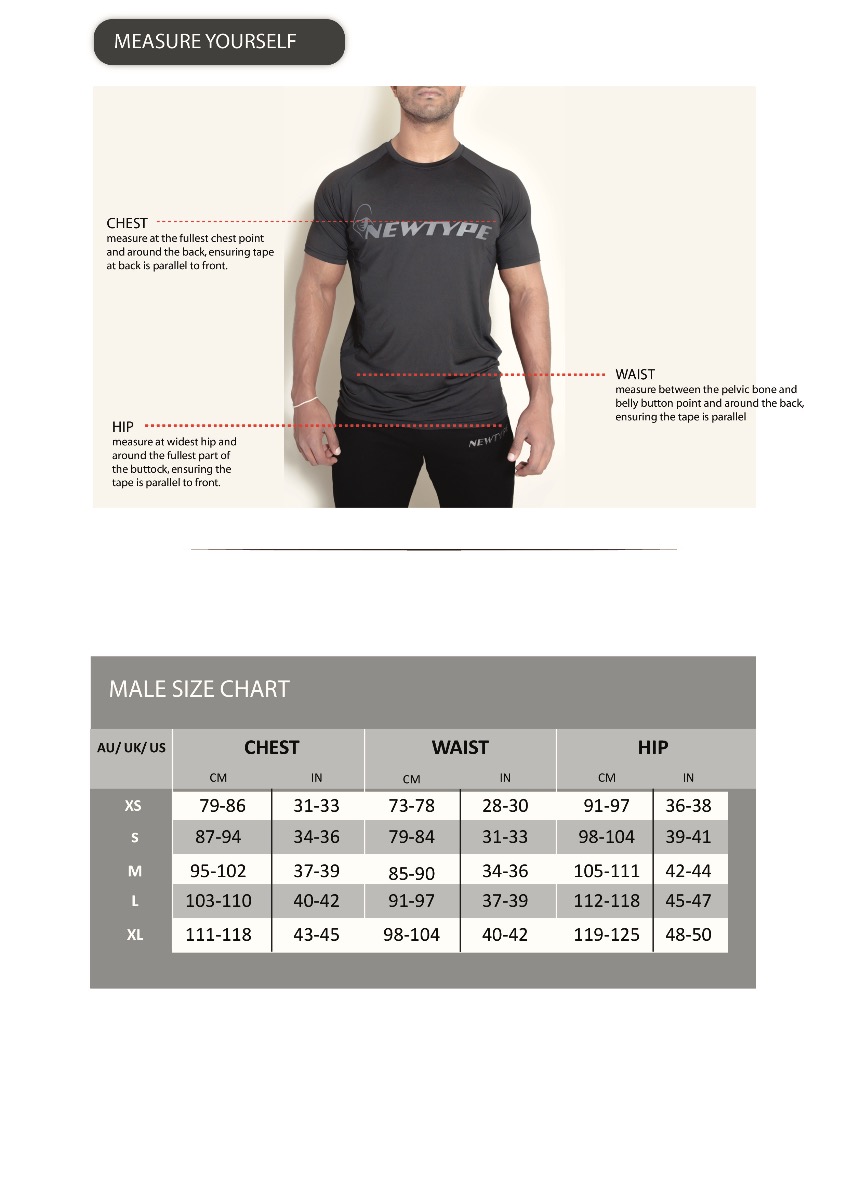 MEASURE YOURSELF
CHEST
measure at the fullest chest point
and around the back, ensuring tape
at back is parallel to front.
NEWTYPE
WAIST
measure between the pelvic bone and
belly button point and around the back,
ensuring the tape is parallel
HIP
measure at widest hip and
around the fullest part of
the buttock, ensuring the
tape is parallel to front.
NEWTYPE
MALE SIZE CHART
AU/ UK/ US CHEST WAIST HIP
CM IN CM IN CM IN
XS 79-86 31-33 73-78 28-30 91-97 36-38
S 87-94 34-36 79-84 31-33 98-104 39-41
M 95-102 37-39 85-90 34-36 105-111 42-44
L 103-110 40-42 91-97 37-39 112-118 45-47
XL 111-118 43-45 98-104 40-42 119-125 48-50